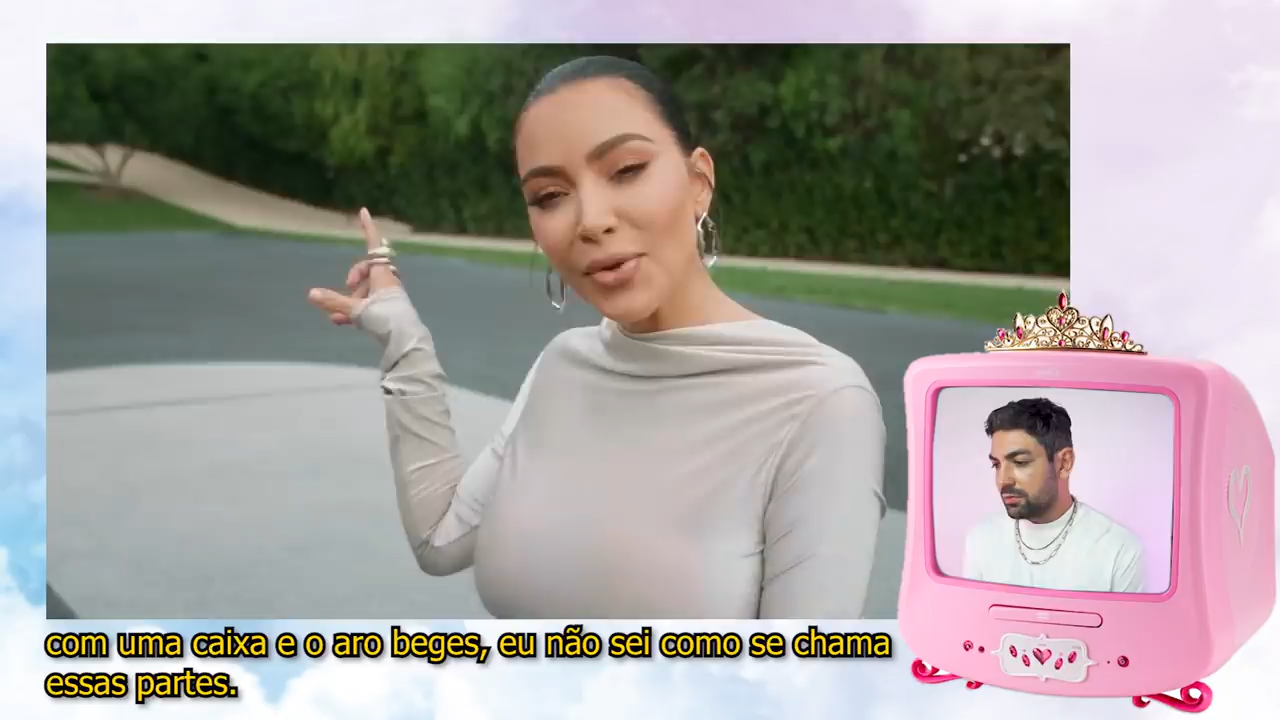 com uma caixa e o aro beges, eu não sei como se chama
essas partes.